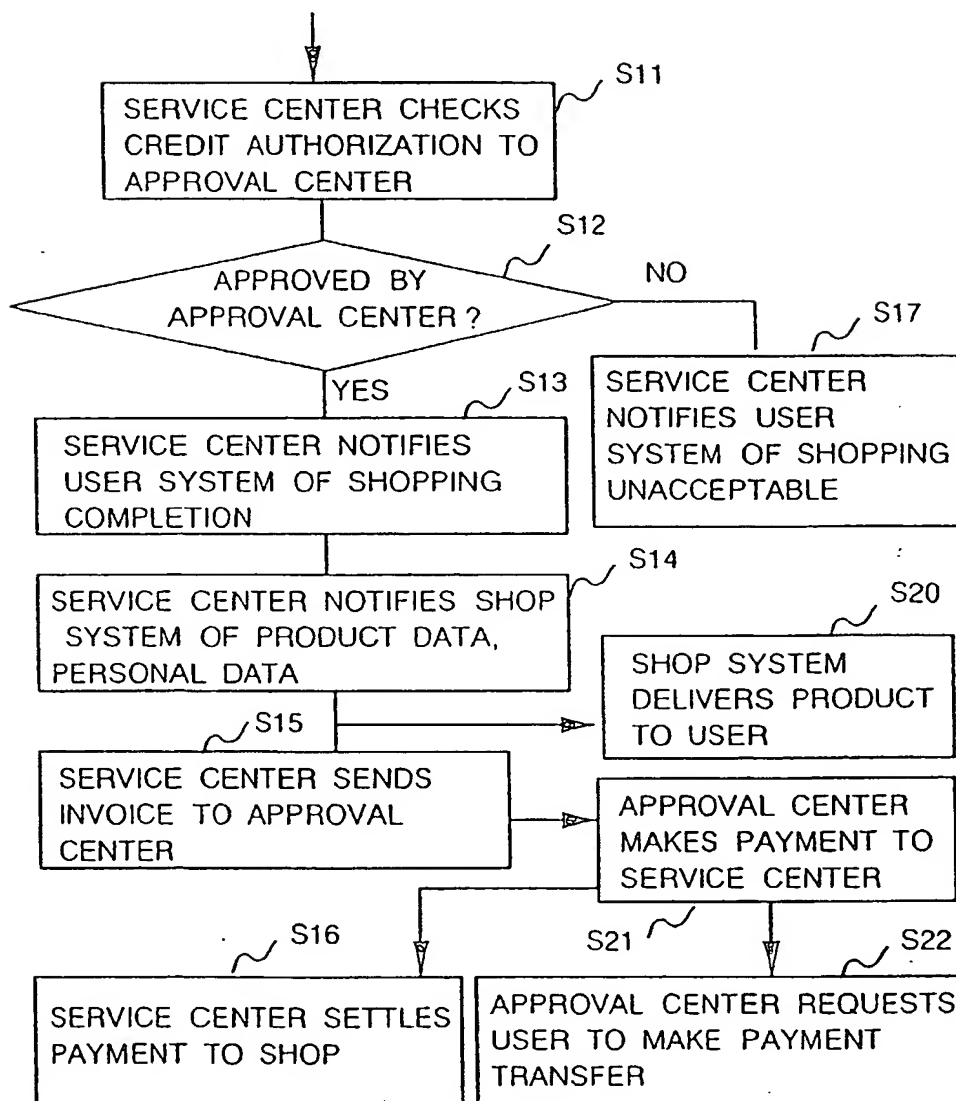 S11
SERVICE CENTER CHECKS
CREDIT AUTHORIZATION TO
APPROVAL CENTER
S12
APPROVED BY
APPROVAL CENTER ?
NO
YES
S17
SERVICE CENTER
NOTIFIES USER
SYSTEM OF SHOPPING
UNACCEPTABLE
S13
SERVICE CENTER NOTIFIES
USER SYSTEM OF SHOPPING
COMPLETION
S14
SERVICE CENTER NOTIFIES SHOP
SYSTEM OF PRODUCT DATA,
PERSONAL DATA
S20
SHOP SYSTEM
DELIVERS PRODUCT
TO USER
S15
SERVICE CENTER SENDS
INVOICE TO APPROVAL
CENTER
APPROVAL CENTER
MAKES PAYMENT TO
SERVICE CENTER
S21
S16
SERVICE CENTER SETTLES
PAYMENT TO SHOP
S22
APPROVAL CENTER REQUESTS
USER TO MAKE PAYMENT
TRANSFER